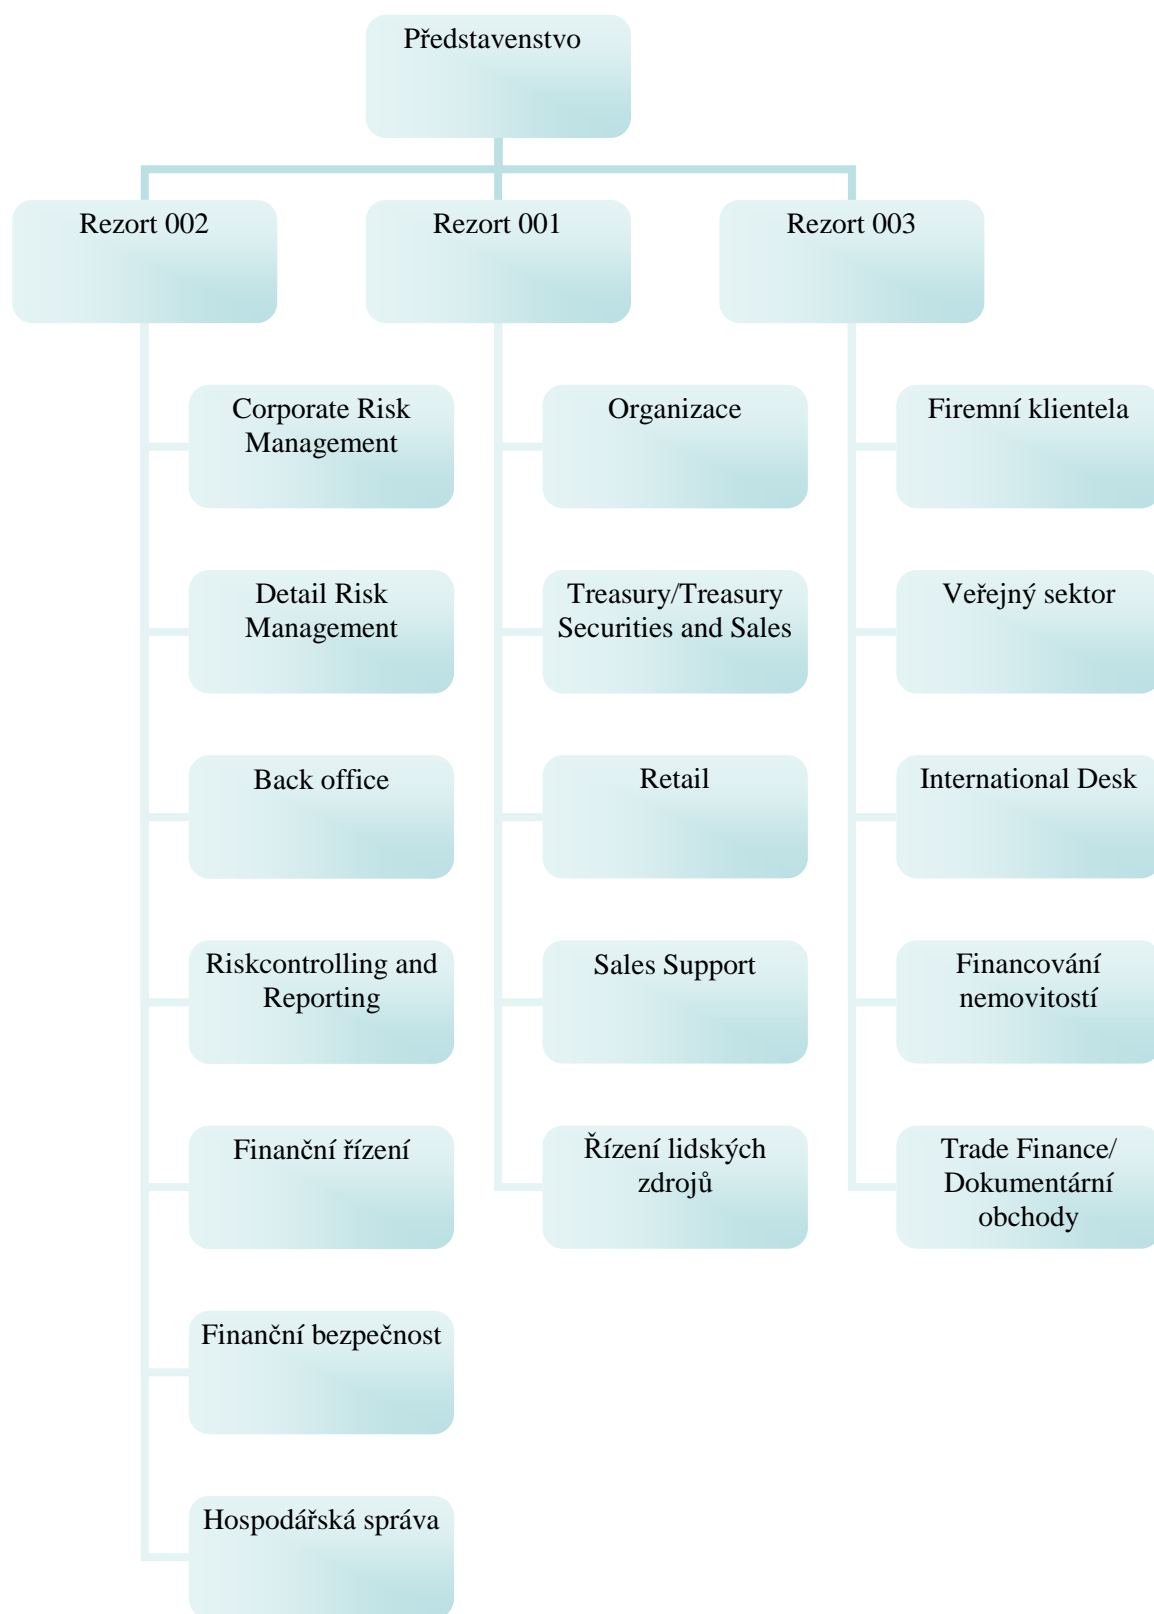 Představenstvo
Rezort 002
Rezort 001
Rezort 003
Corporate Risk
Management
Organizace
Firemní klientela
Detail Risk
Management
Treasury/Treasury
Securities and Sales
Veřejný sektor
Back office
Retail
International Desk
Riskcontrolling and
Reporting
Sales Support
Financování
nemovitostí
Finanční řízení
Řízení lidských
zdrojů
Trade Finance/
Dokumentární
obchody
Finanční bezpečnost
Hospodářská správa